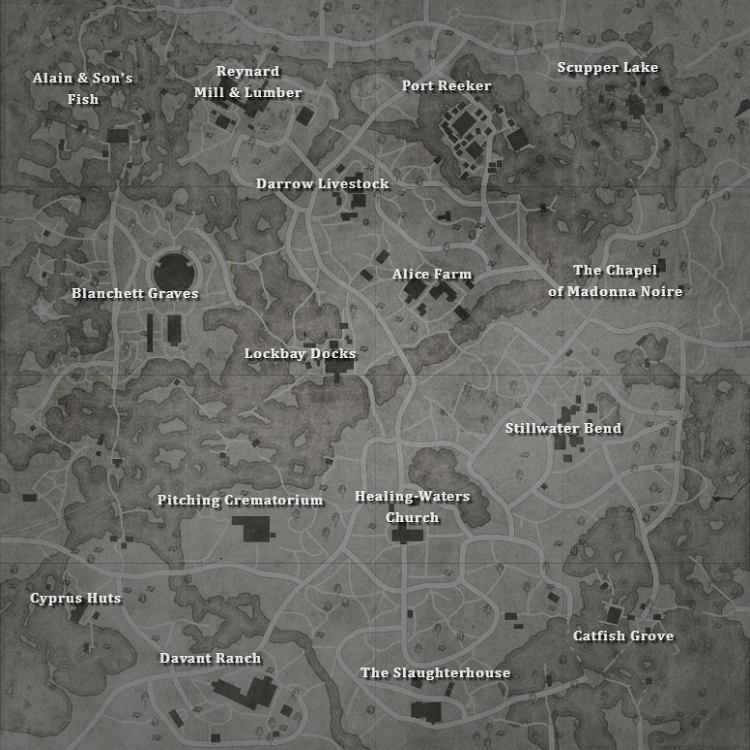 Alain & Son's
Fish
Reynard
Mill & Lumber
Port Reeker
Scupper Lake
Darrow Livestock
Blanchett Graves
Alice Farm
The Chapel
of Madonna Noire
Lockbay Docks
Stillwater Bend
Pitching Crematorium
Healing-Waters
Church
Cyprus Huts
Davant Ranch
The Slaughterhouse
Catfish Grove